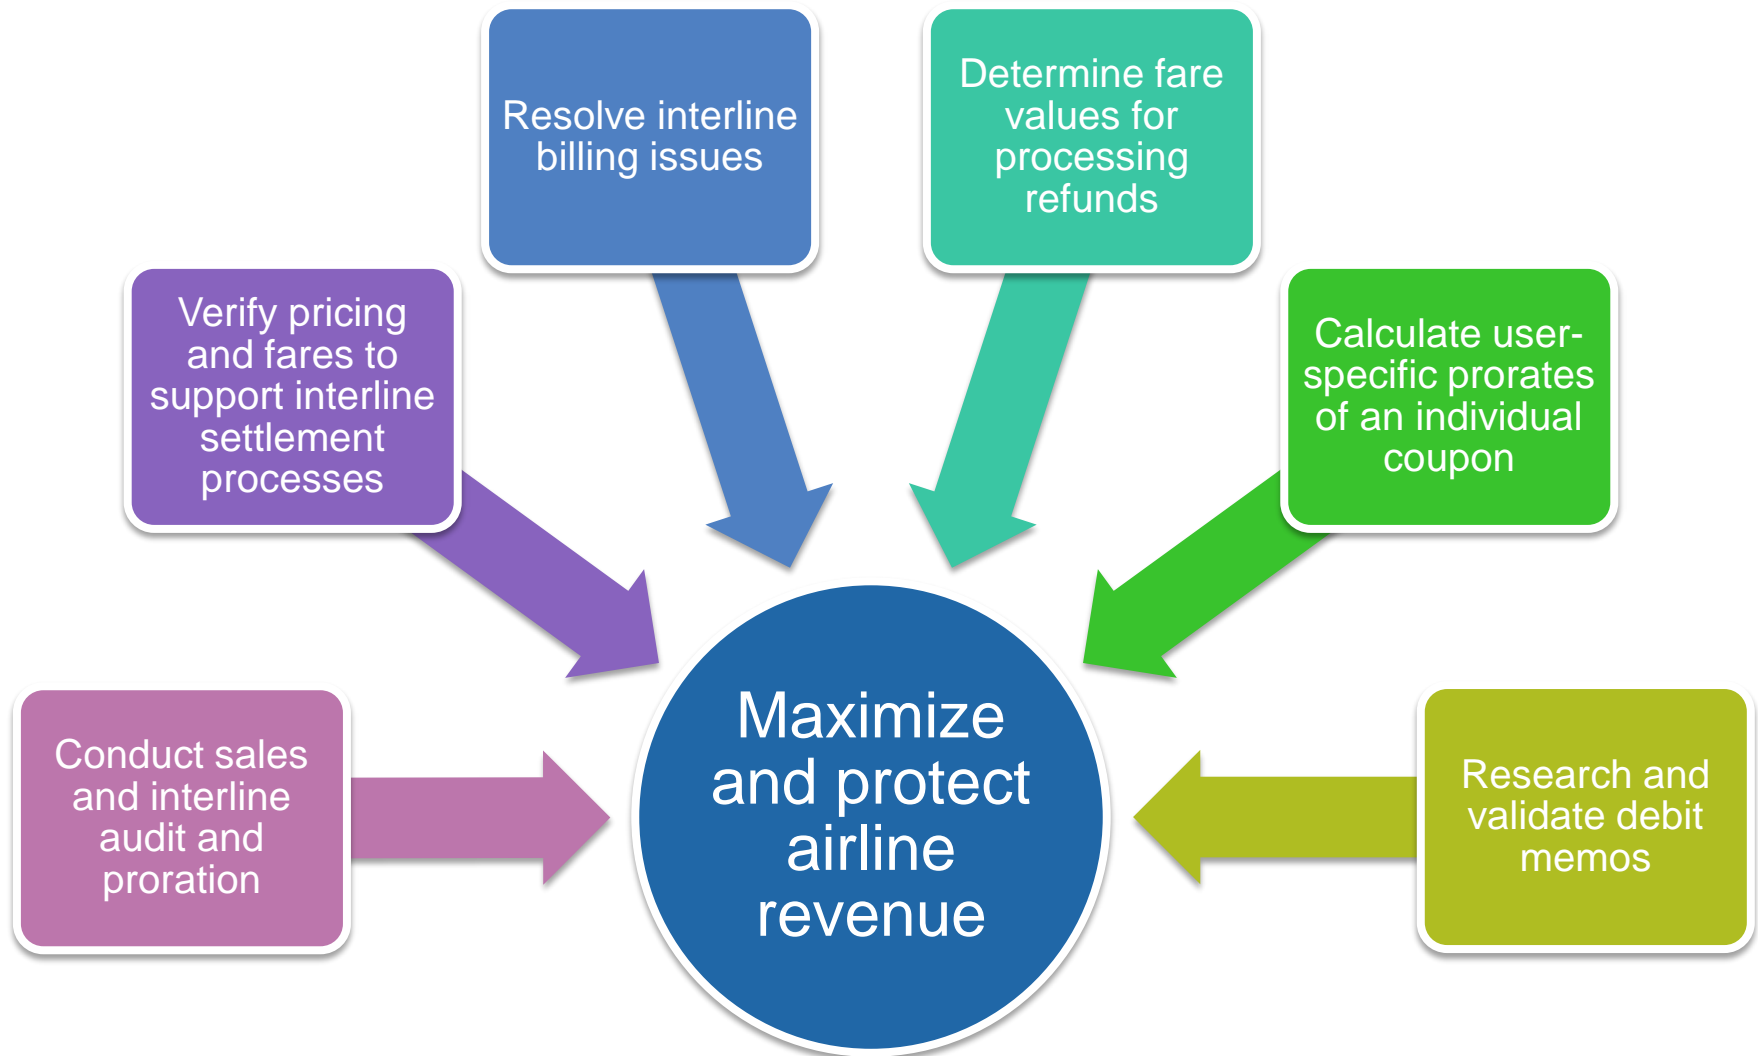 Resolve interline
billing issues
Determine fare
values for
processing
refunds
Verify pricing
and fares to
support interline
settlement
processes
Calculate user-
specific prorates
of an individual
coupon
Conduct sales
and interline
audit and
proration
Maximize
and protect
airline
revenue
Research and
validate debit
memos